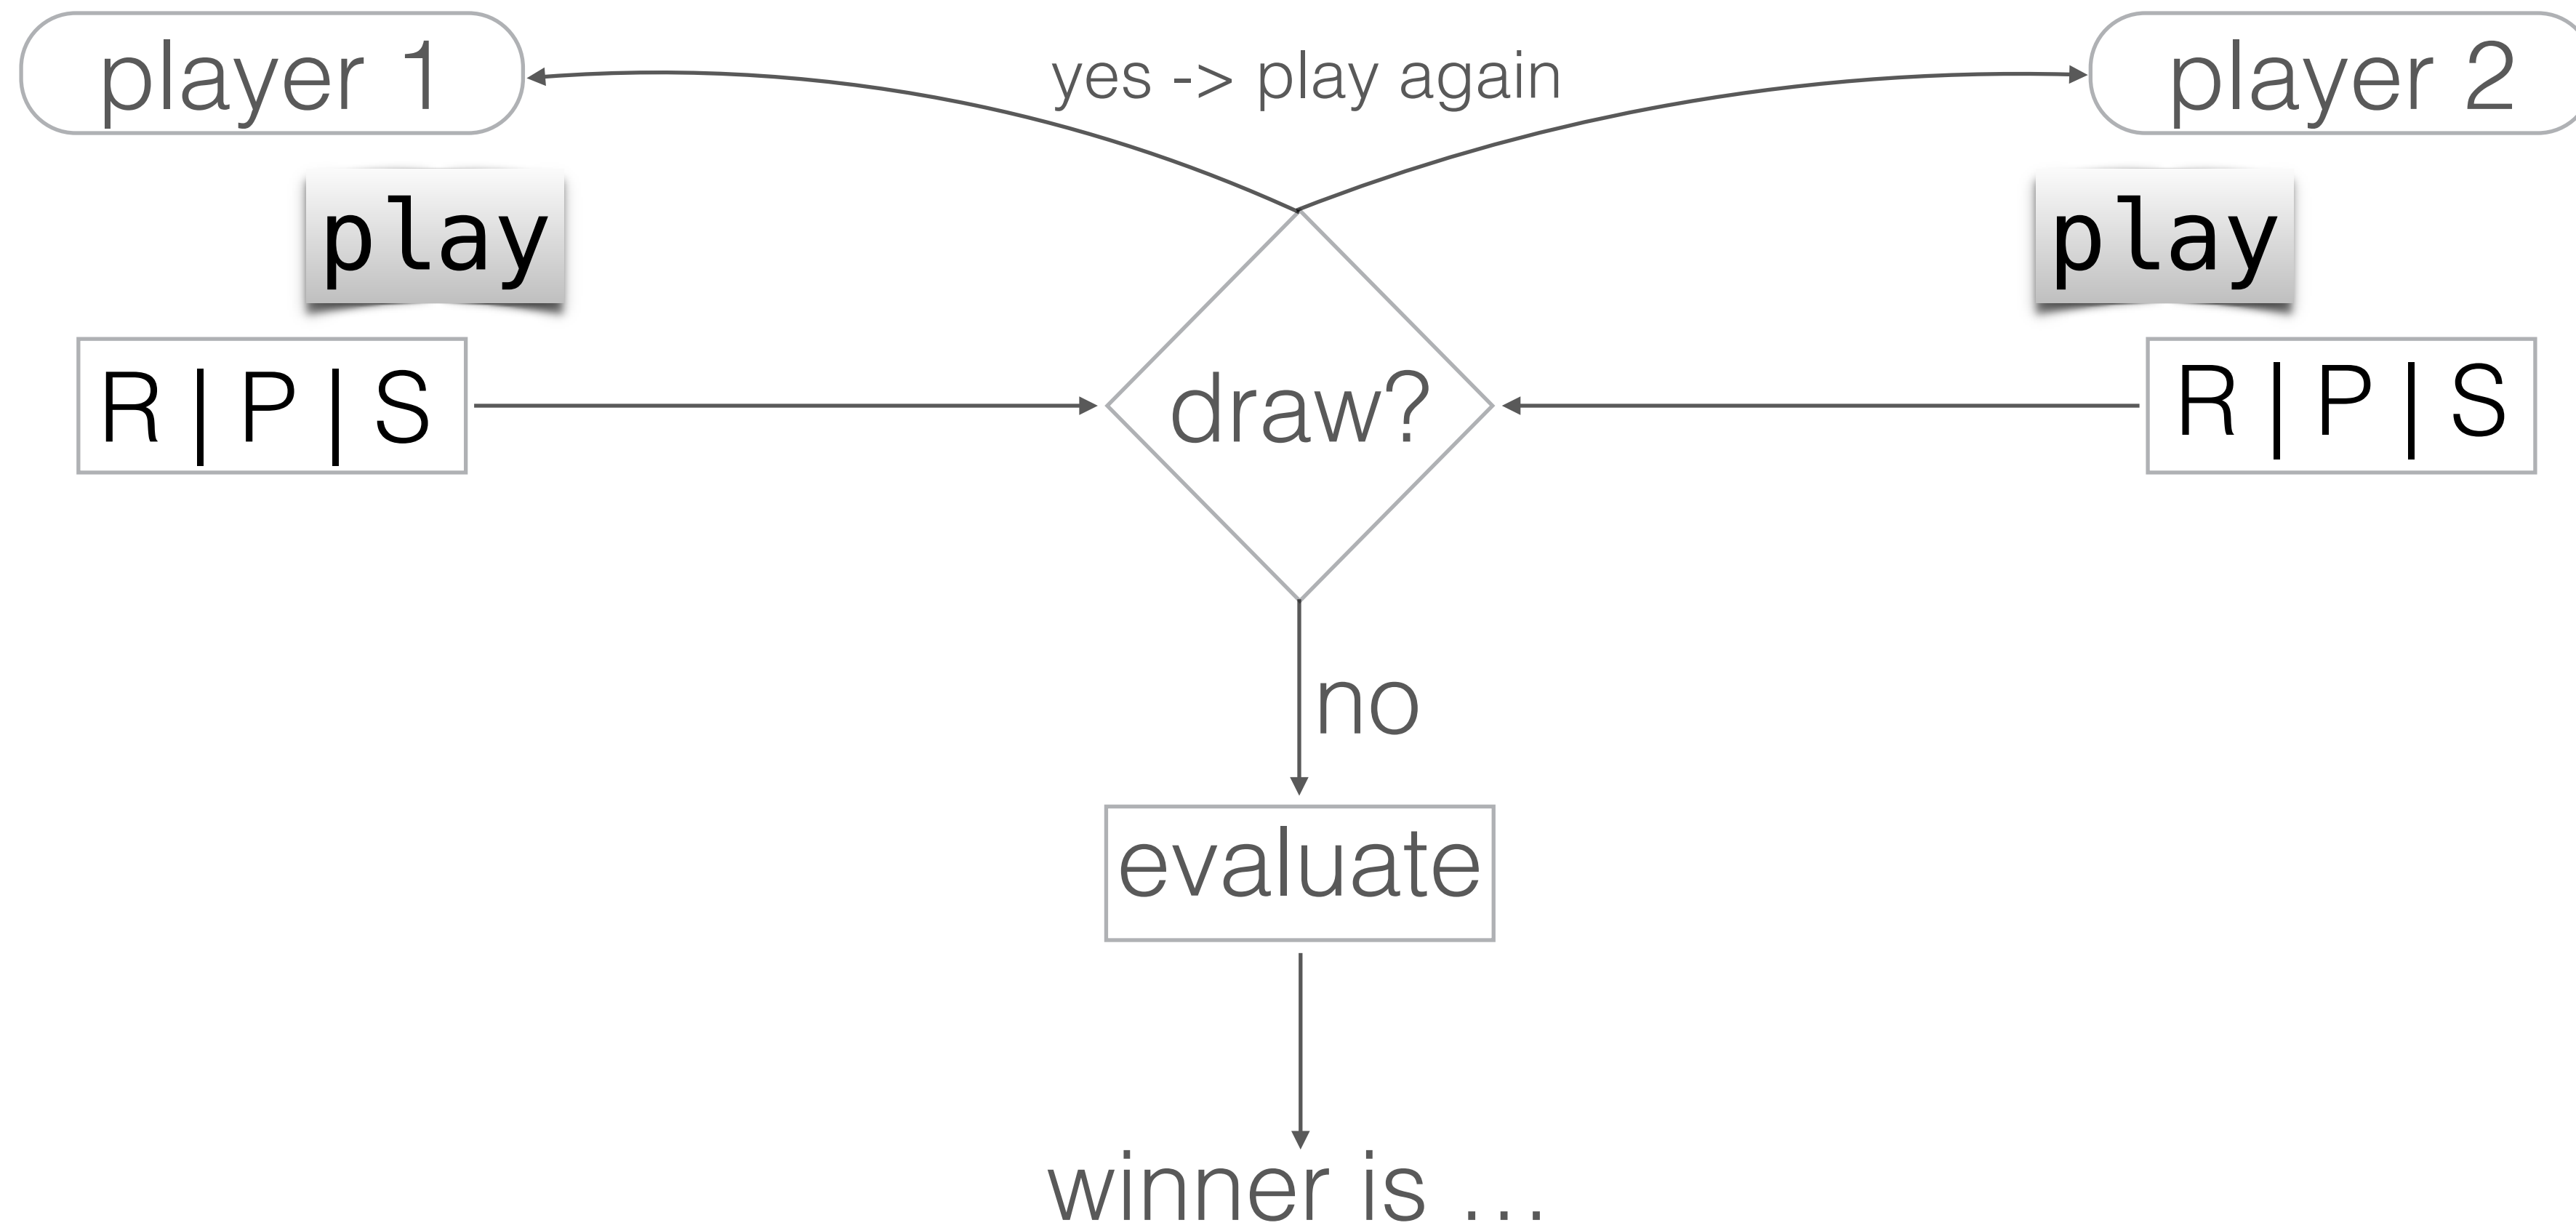 player 1
yes -> play again
player 2
play
play
R | P | S
draw?
R | P | S
no
evaluate
winner is …